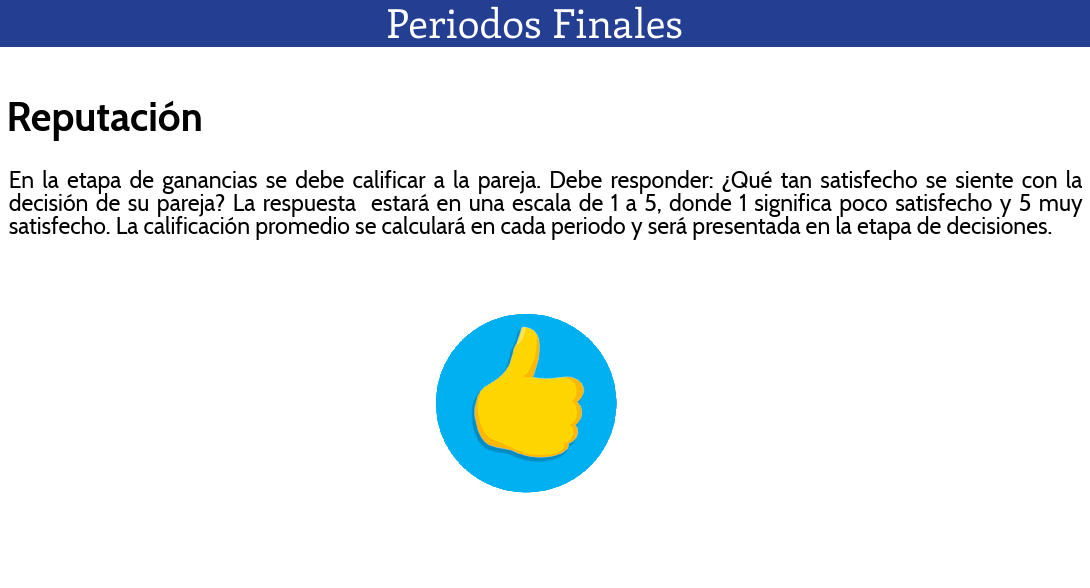 Periodos Finales
Reputación
En la etapa de ganancias se debe calificar a la pareja. Debe responder: ¿Qué tan satisfecho se siente con la
decisión de su pareja? La respuesta  estará en una escala de 1 a 5, donde 1 significa poco satisfecho y 5 muy
satisfecho. La calificación promedio se calculará en cada periodo y será presentada en la etapa de decisiones.